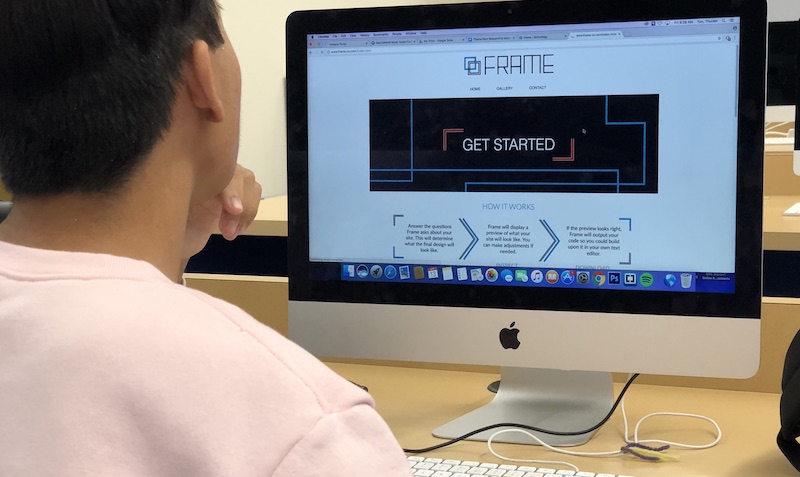 FRAME
HOME GALLERY CONTACT
GET STARTED
HOW IT WORKS
Answer the questions
Frame asks about your
site. This will determine
what the final design will
look like.
Frame will display a
preview of what your
site will look like. You
can make adjustments if
needed.
If the preview looks right,
Frame will output your
code so you could build
upon it in your own text
editor.